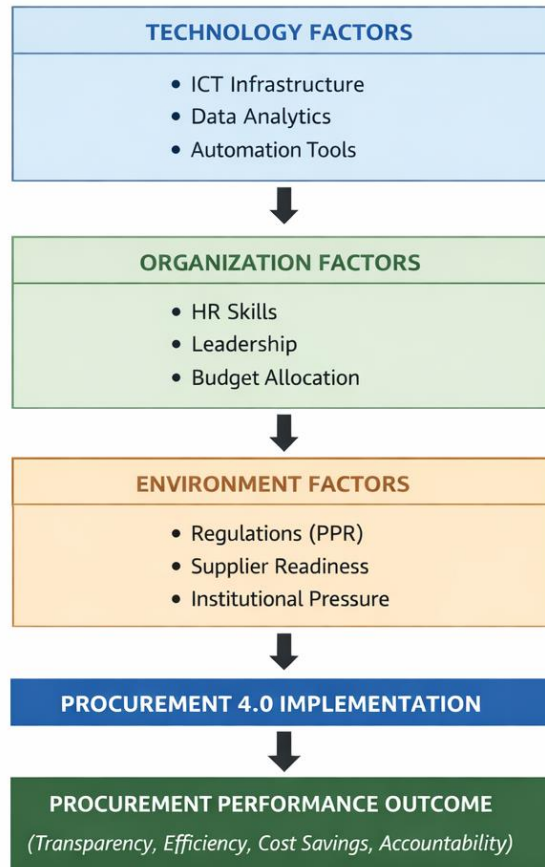 TECHNOLOGY FACTORS
• ICT Infrastructure
• Data Analytics
• Automation Tools
ORGANIZATION FACTORS
• HR Skills
• Leadership
• Budget Allocation
ENVIRONMENT FACTORS
• Regulations (PPR)
• Supplier Readiness
• Institutional Pressure
PROCUREMENT 4.0 IMPLEMENTATION
PROCUREMENT PERFORMANCE OUTCOME
(Transparency, Efficiency, Cost Savings, Accountability)